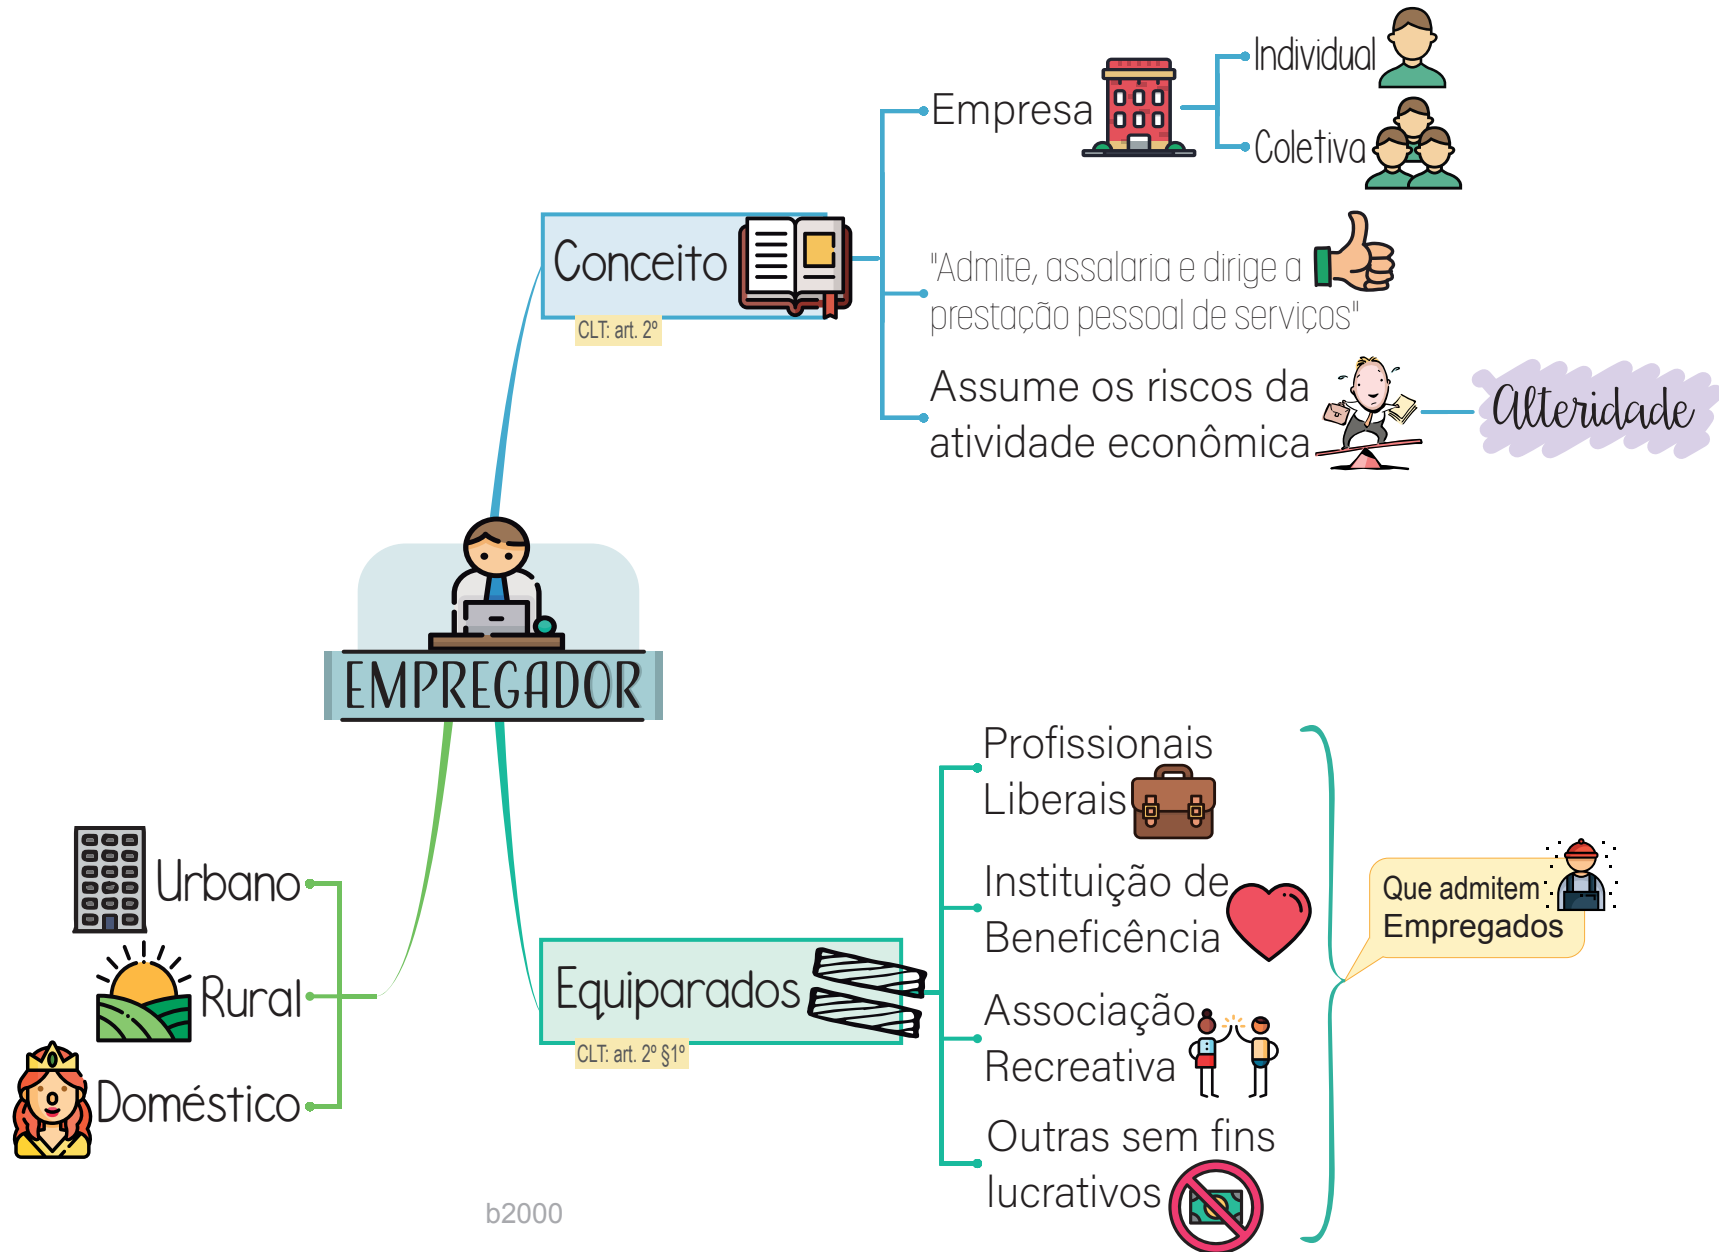 Empresa
Individual
Coletiva
Conceito
CLT: art. 2º
"Admite, assalaria e dirige a
prestação pessoal de serviços"
Assume os riscos da
atividade econômica
Alteridade
EMPREGADOR
Urbano
Rural
Doméstico
Equiparados
CLT: art. 2º §1º
Profissionais
Liberais
Instituição de
Beneficência
Associação
Recreativa
Outras sem fins
lucrativos
Que admitem
Empregados
b2000